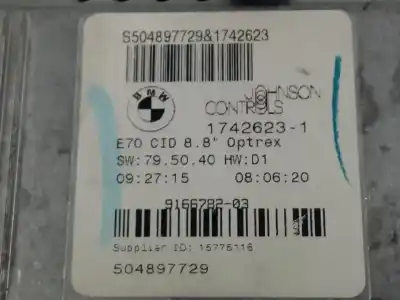 S504897729&1742623
BMW
JOHNSON
CONTROLS
1742623-1
E70 CID 8.8" Optrex
SW:79.50.40 HW:D1
09:27:15 08:06:20
9166782-03
Supplier ID: 15775116
504897729